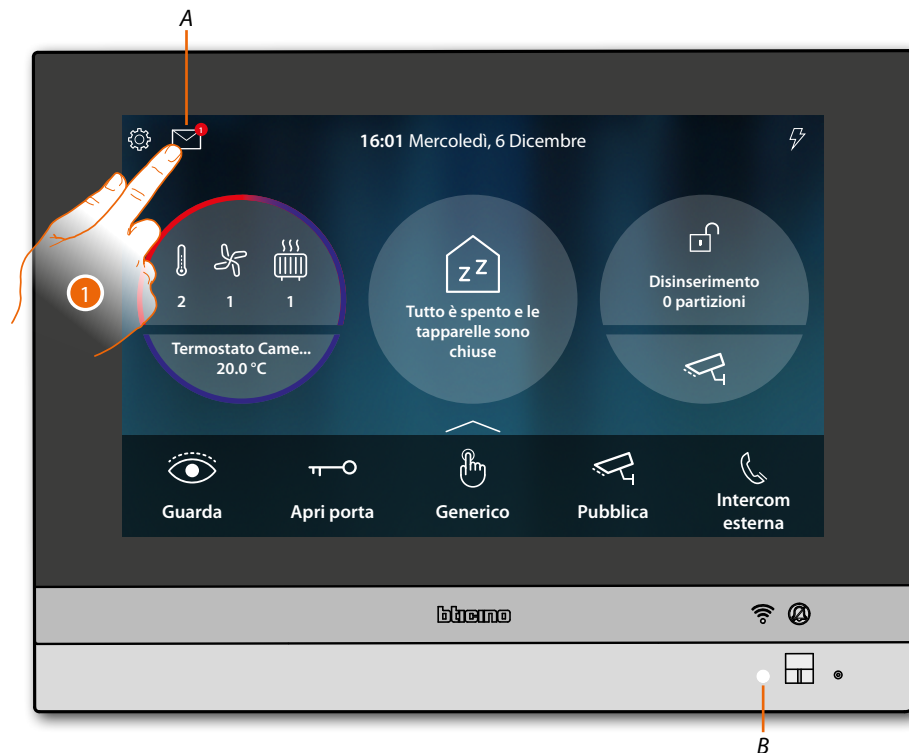 A
1
16:01 Mercoledì, 6 Dicembre
2 1 1
Termostato Came...
20.0 °C
zZ
Tutto è spento e le
tapparelle sono
chiuse
Disinserimento
0 partizioni
1
Guarda
Apri porta
Generico
Pubblica
Intercom
esterna
bticino
B